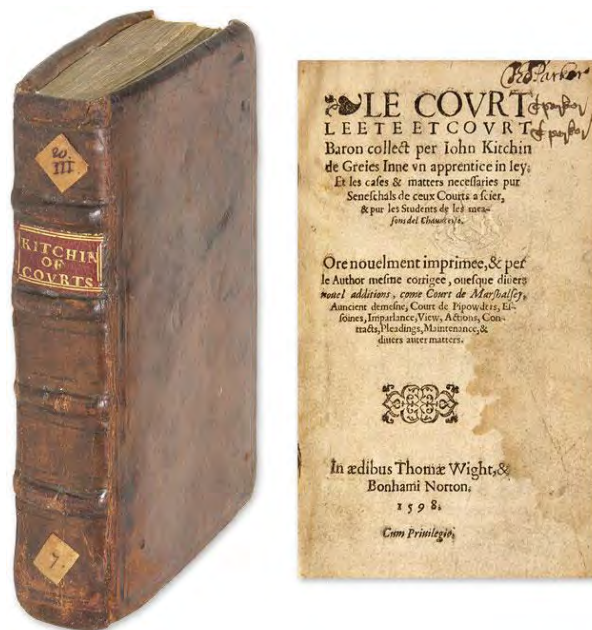 20
III
KITCHIN
OF
COVRTS
7.
LE COVRT
LEETE ET COVRT
Baron collect per Iohn Kitchin
de Greies Inne vn apprentice in ley;
Et les cases & matters necessaries pur
Seneschals de ceux Courts a scier,
& pur les Students de les mea-
sons del Chauncerie.
Ore nouelment imprimee, & per
le Author mesme corrigee, ouesque diuers
nouel additions, come Court de Marshalsey,
Auncient demesne, Court de Pipowdres, Es-
soines, Imparlance, View, Actions, Con-
tracts, Pleadings, Maintenance, &
diuers auter matters.
In ædibus Thomæ Wight, &
Bonhami Norton.
1598.
Cum Priuilegio.